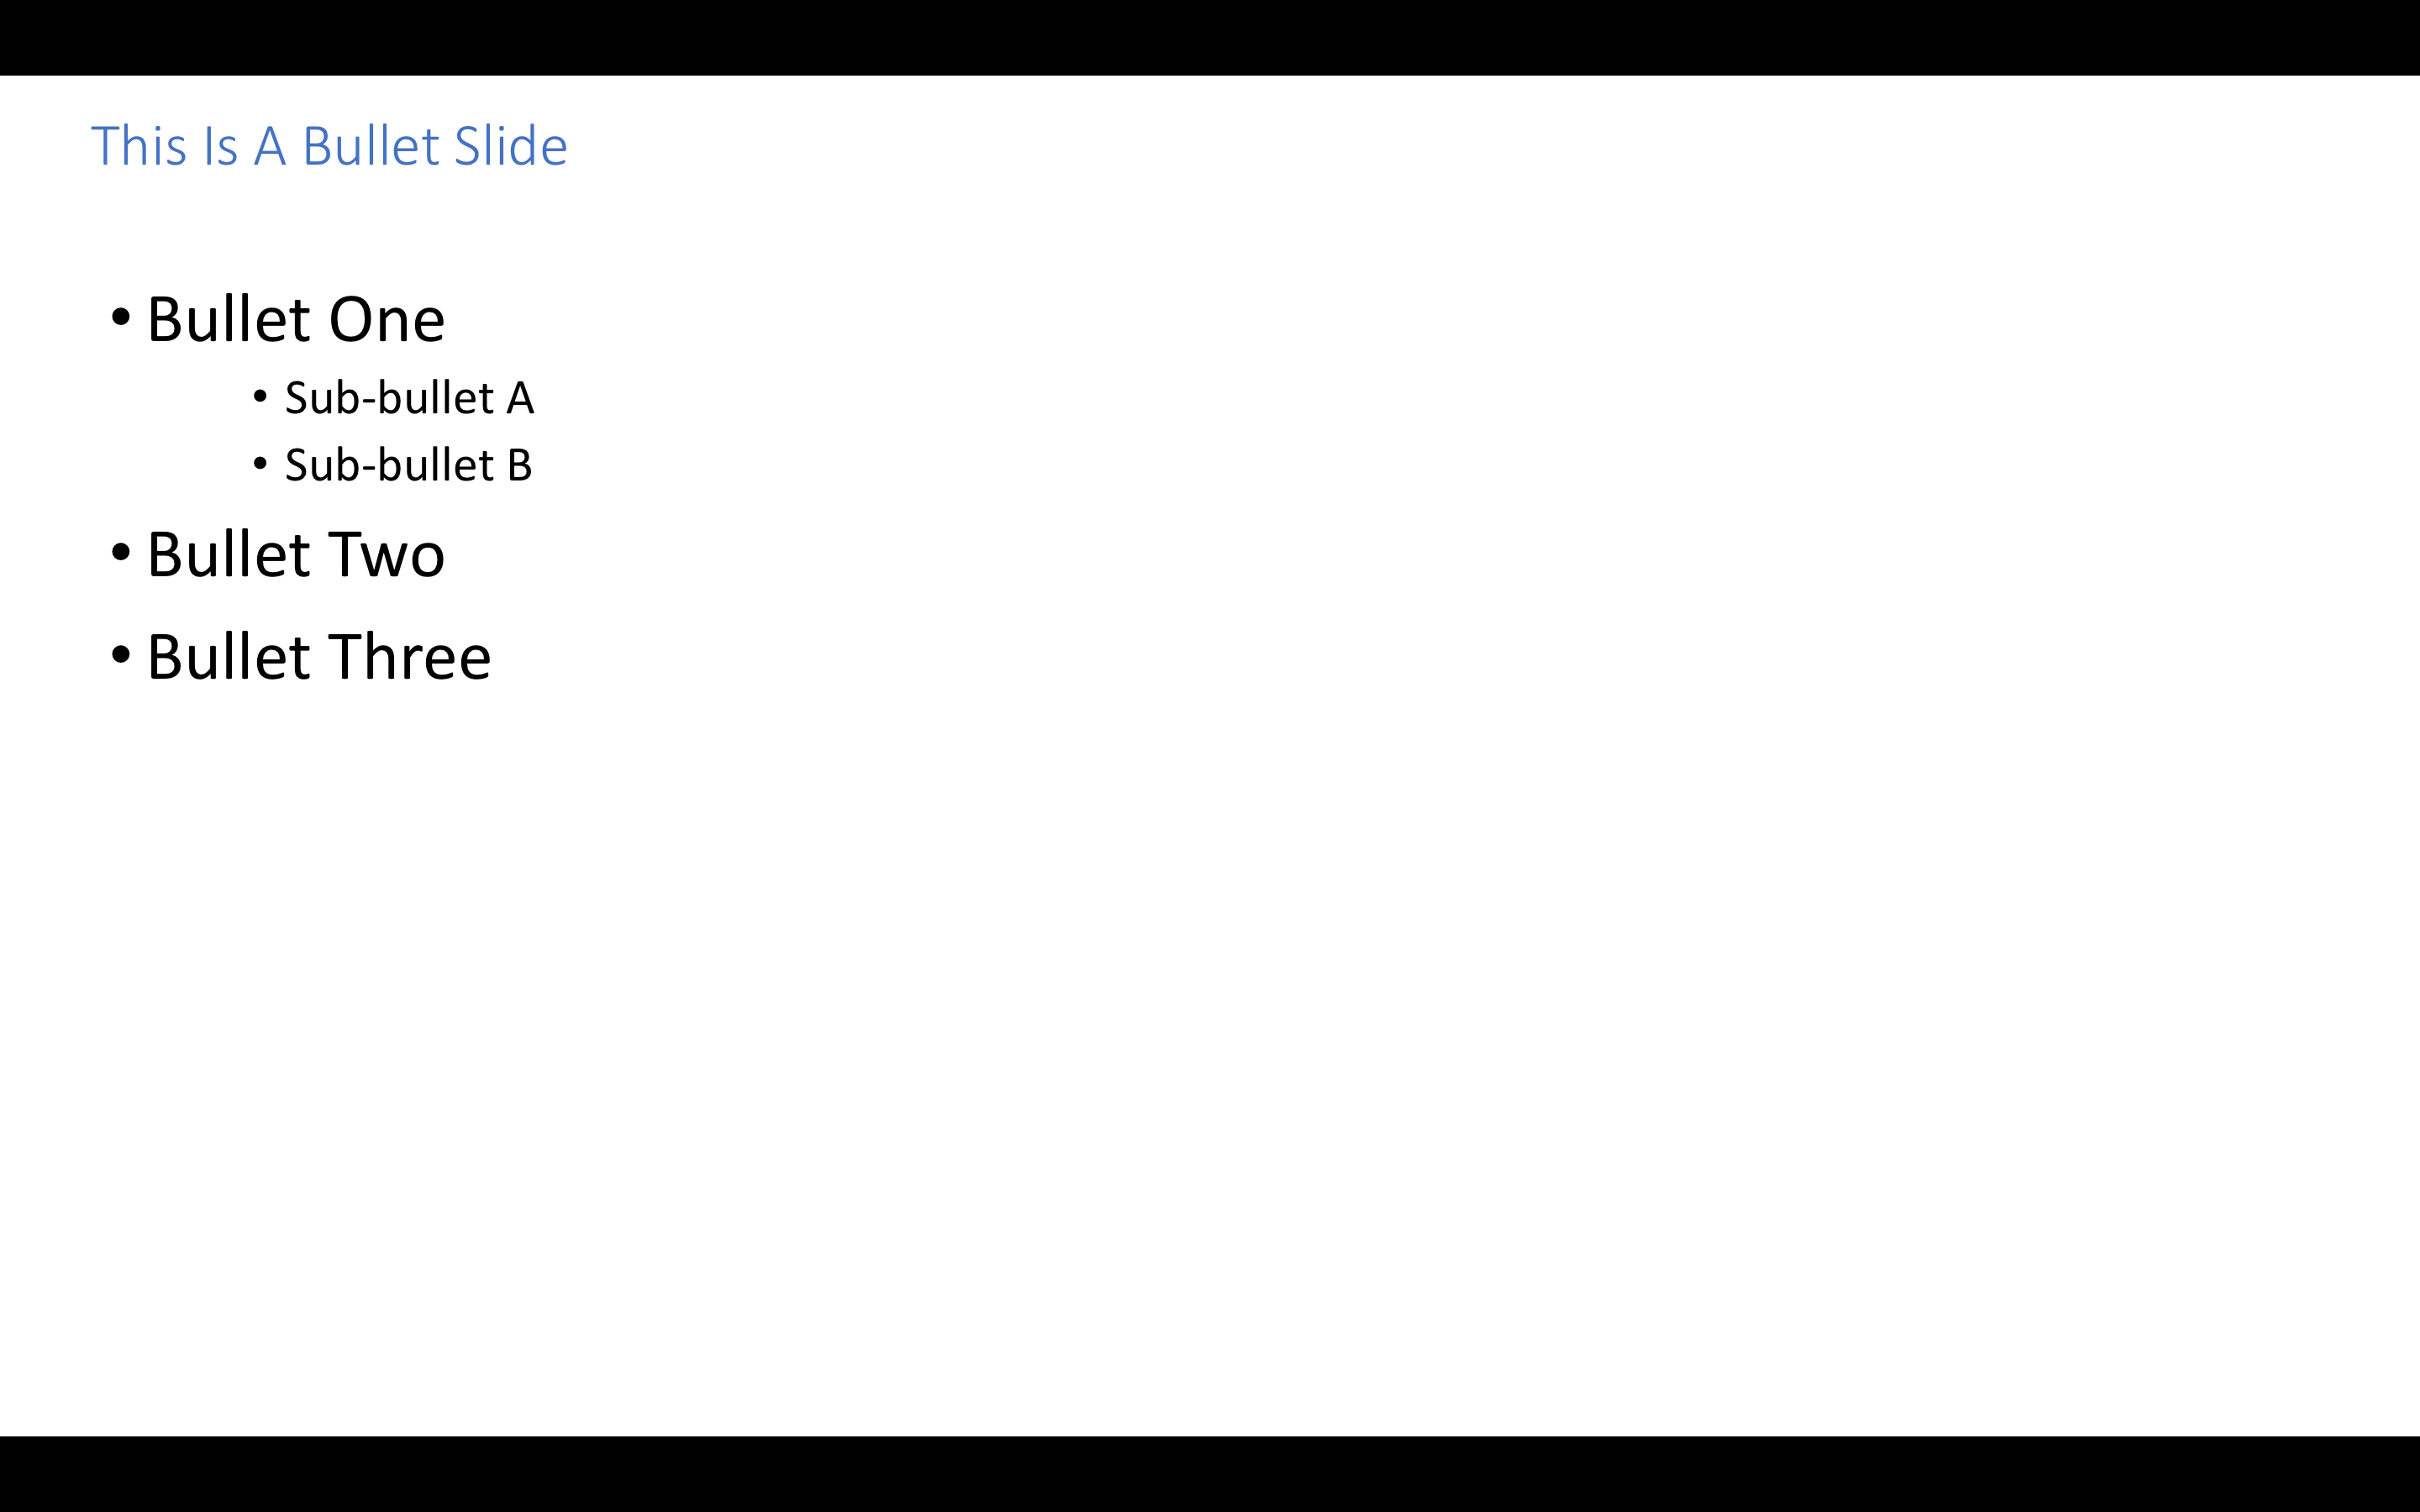 This Is A Bullet Slide
• Bullet One
• Sub-bullet A
• Sub-bullet B
• Bullet Two
• Bullet Three